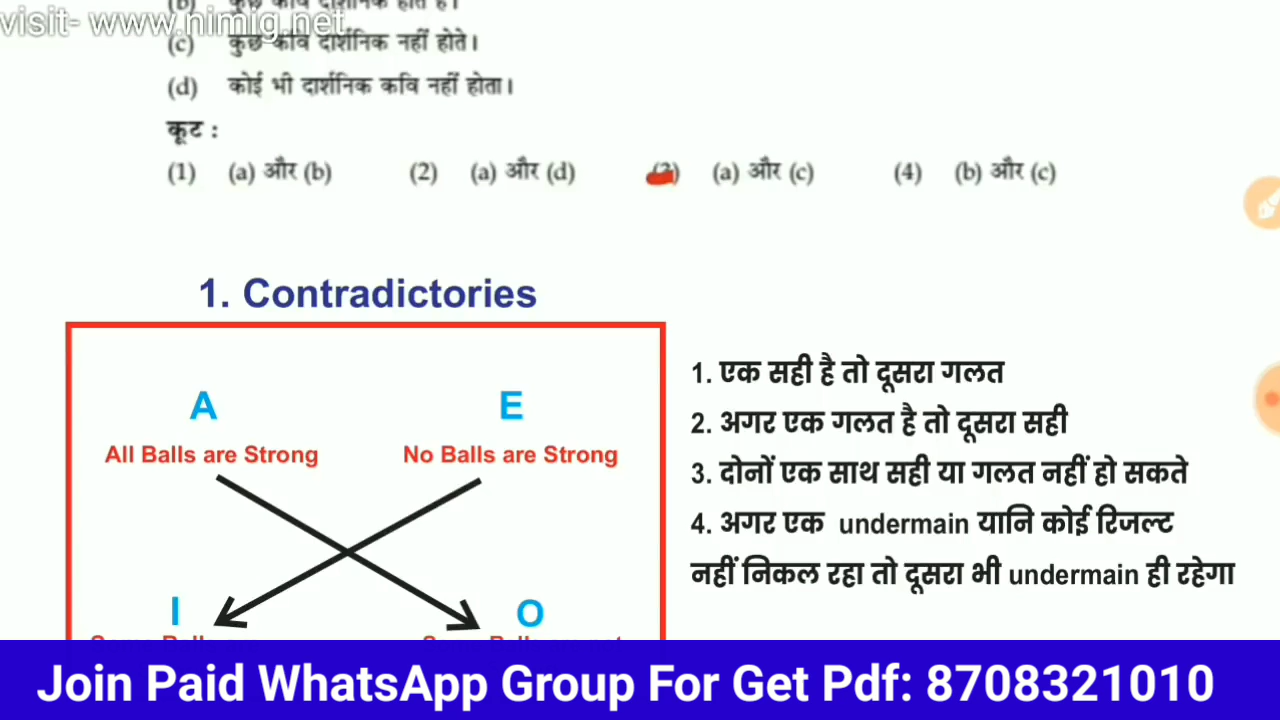 (b) कुछ कवि दार्शनिक होते हैं।
visit- www.nimig.net
(c) कुछ कवि दार्शनिक नहीं होते।
(d) कोई भी दार्शनिक कवि नहीं होता।
कूट :
(1) (a) और (b) (2) (a) और (d) (3) (a) और (c) (4) (b) और (c)
1. Contradictories
A E
All Balls are Strong No Balls are Strong
I O
1. एक सही है तो दूसरा गलत
2. अगर एक गलत है तो दूसरा सही
3. दोनों एक साथ सही या गलत नहीं हो सकते
4. अगर एक undermain यानि कोई रिजल्ट
नहीं निकल रहा तो दूसरा भी undermain ही रहेगा
Join Paid WhatsApp Group For Get Pdf: 8708321010